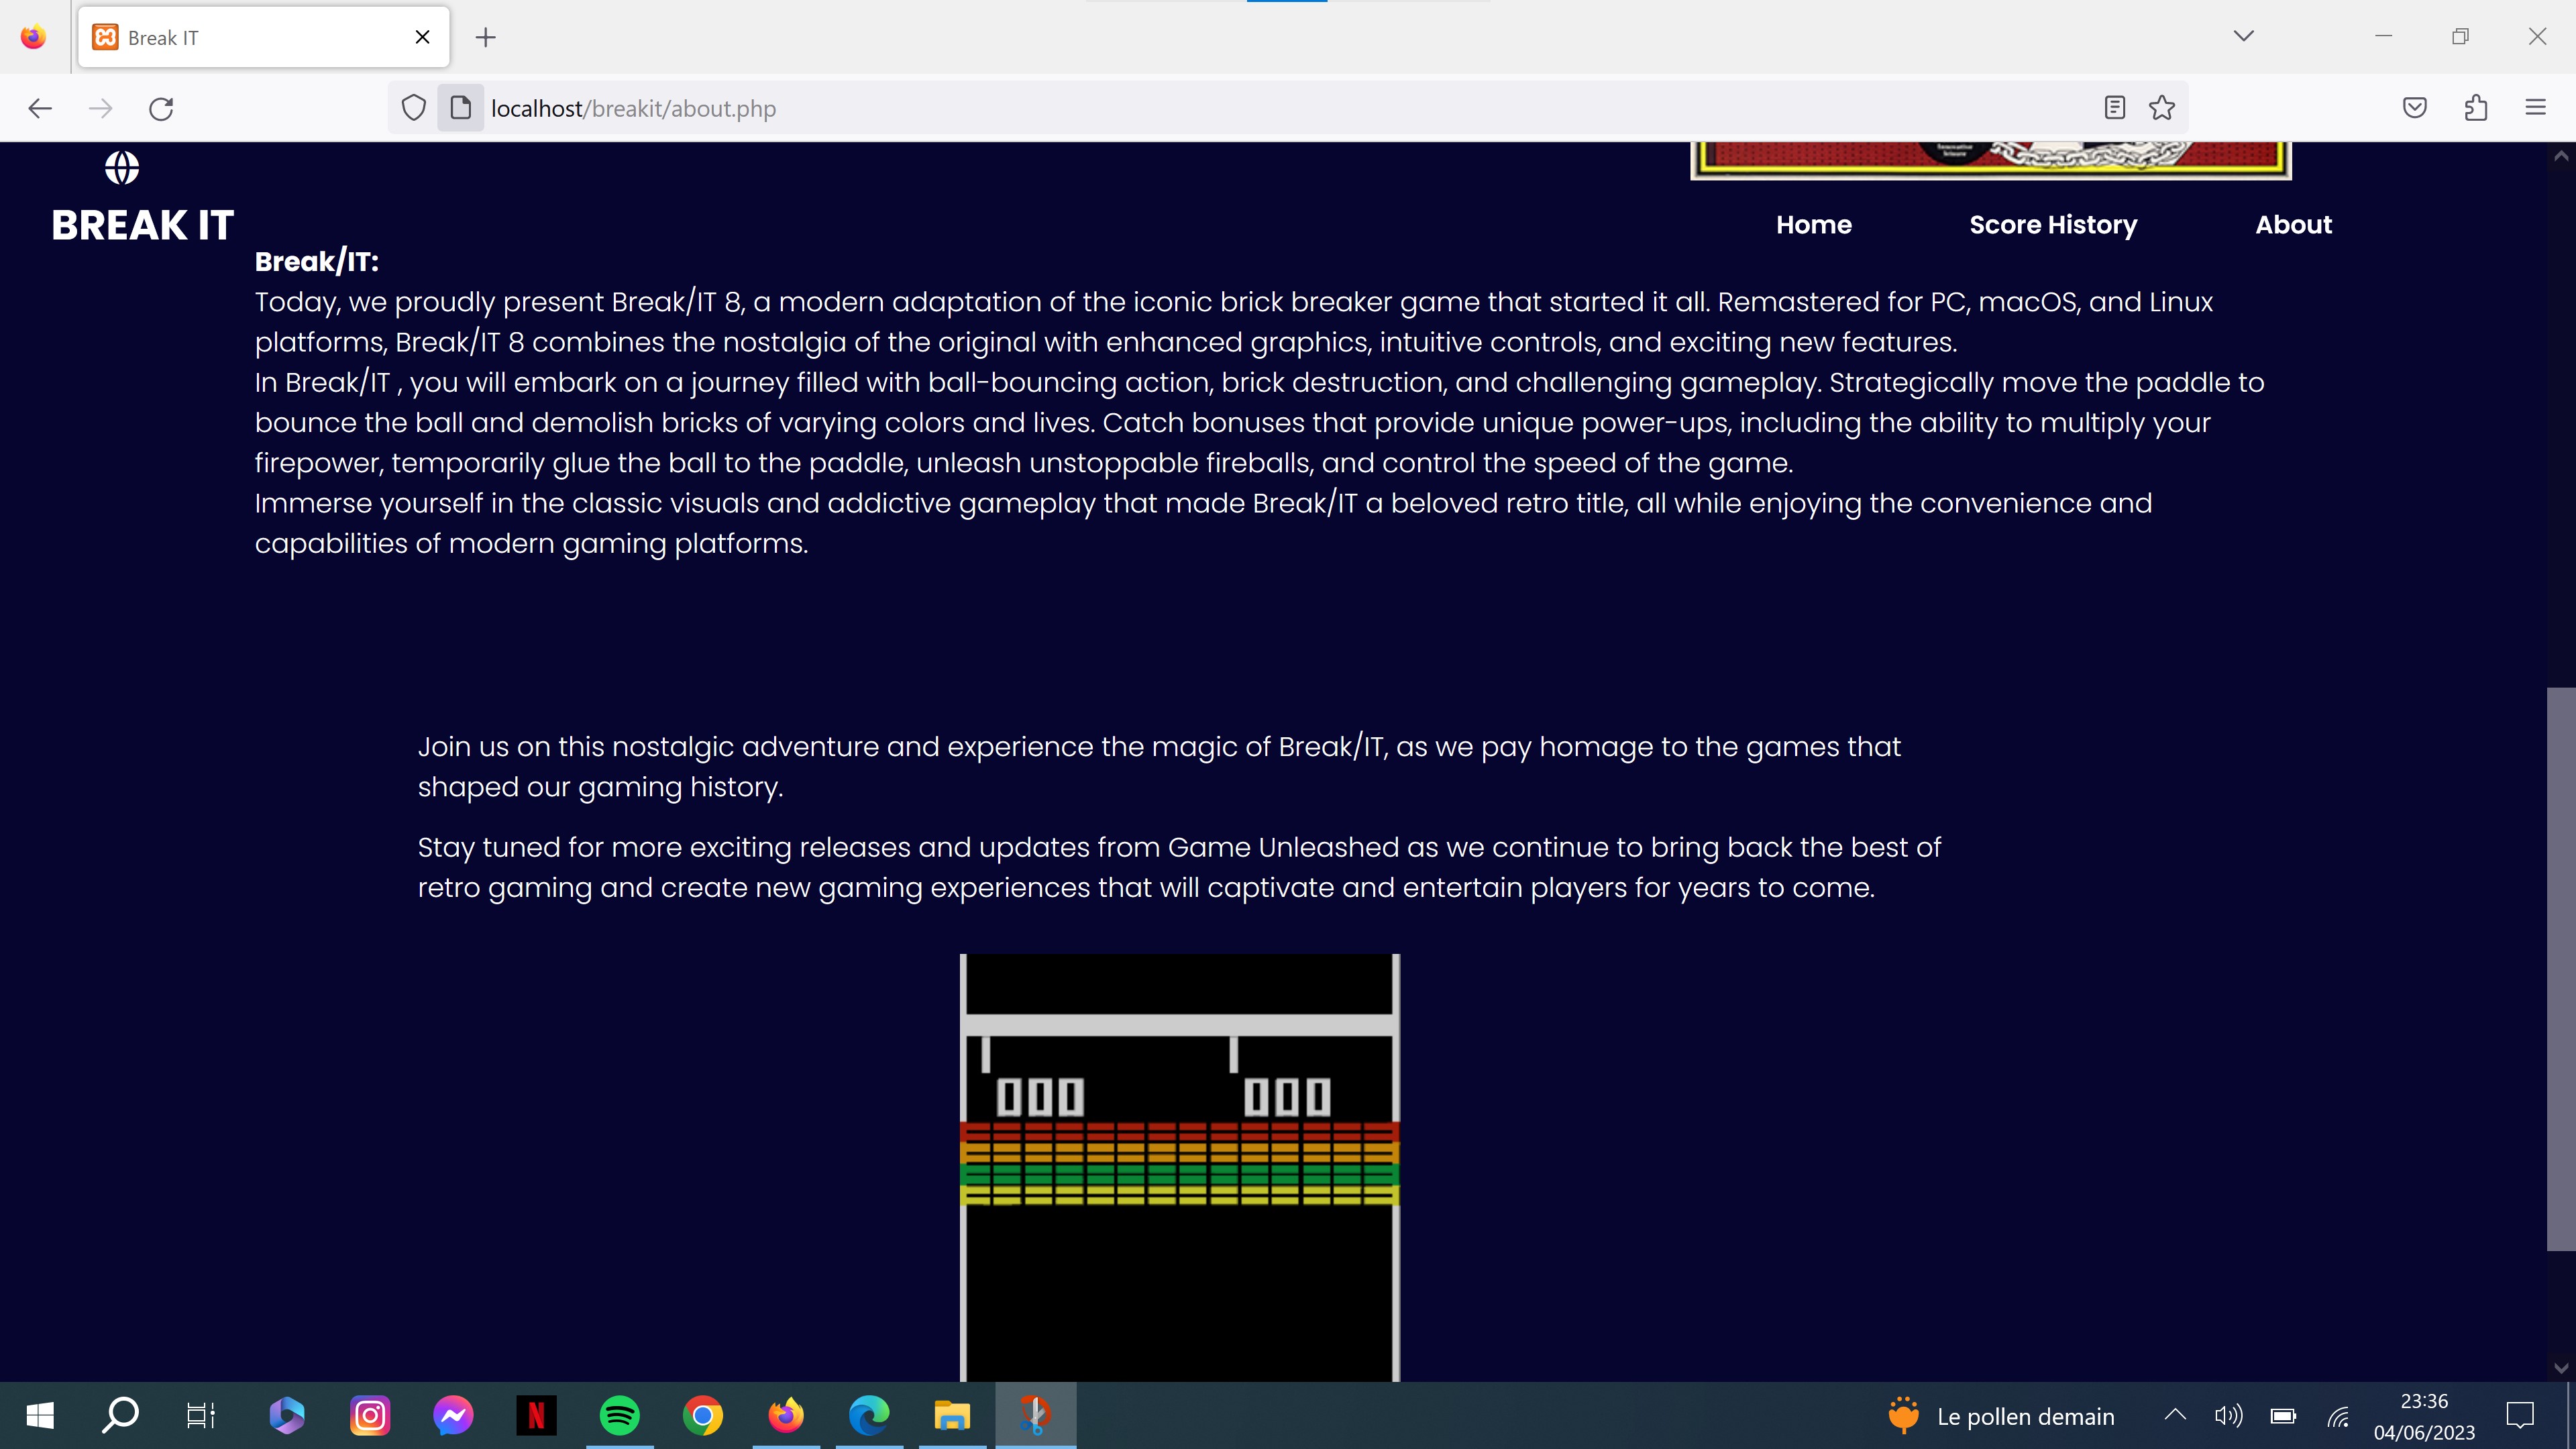 Break IT
localhost/breakit/about.php
BREAK IT
Home Score History About
Break/IT:
Today, we proudly present Break/IT 8, a modern adaptation of the iconic brick breaker game that started it all. Remastered for PC, macOS, and Linux
platforms, Break/IT 8 combines the nostalgia of the original with enhanced graphics, intuitive controls, and exciting new features.
In Break/IT , you will embark on a journey filled with ball-bouncing action, brick destruction, and challenging gameplay. Strategically move the paddle to
bounce the ball and demolish bricks of varying colors and lives. Catch bonuses that provide unique power-ups, including the ability to multiply your
firepower, temporarily glue the ball to the paddle, unleash unstoppable fireballs, and control the speed of the game.
Immerse yourself in the classic visuals and addictive gameplay that made Break/IT a beloved retro title, all while enjoying the convenience and
capabilities of modern gaming platforms.
Join us on this nostalgic adventure and experience the magic of Break/IT, as we pay homage to the games that
shaped our gaming history.
Stay tuned for more exciting releases and updates from Game Unleashed as we continue to bring back the best of
retro gaming and create new gaming experiences that will captivate and entertain players for years to come.
000 000
N
Le pollen demain
23:36
04/06/2023